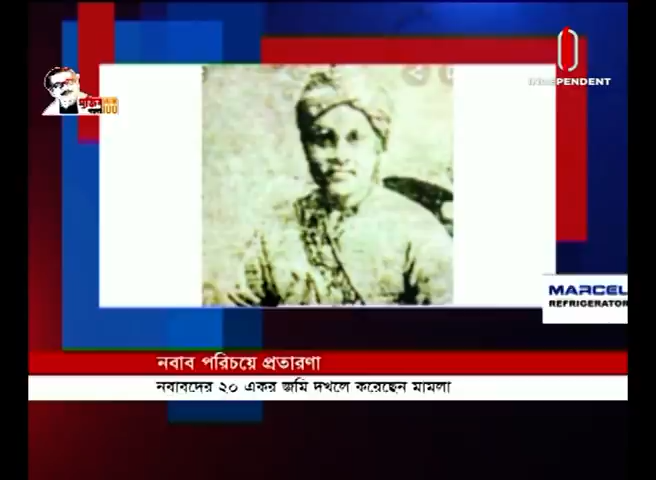 INDEPENDENT
MARCEL
REFRIGERATOR
নবাব পরিচয়ে প্রতারণা
নবাবদের ২০ একর জমি দখলে করেছেন মামলা